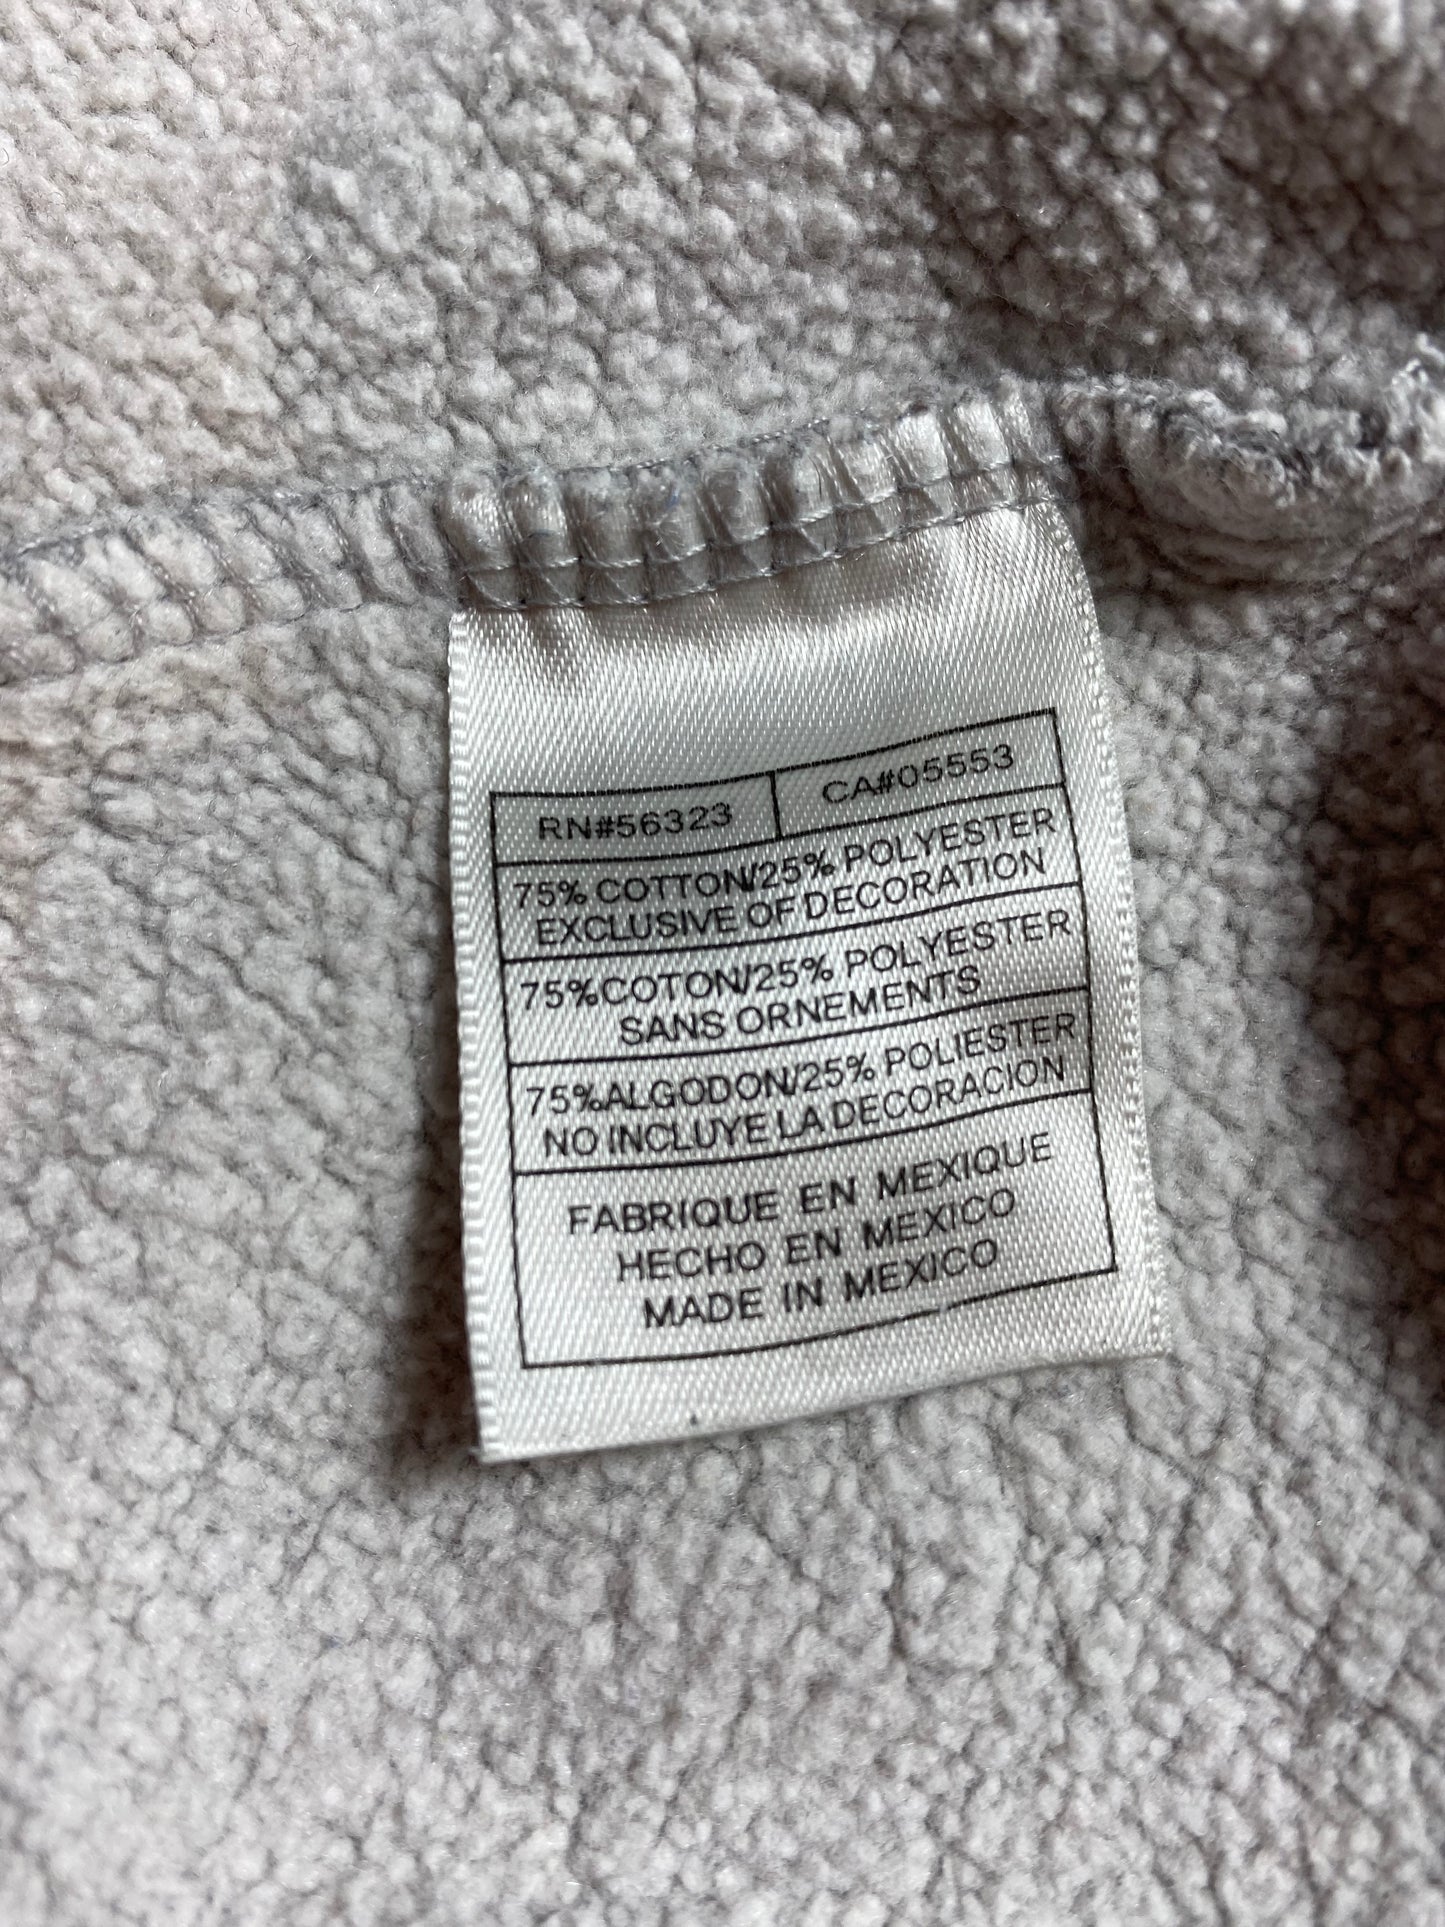 RN#56323 CA#05553
75% COTTON/25% POLYESTER
EXCLUSIVE OF DECORATION
75%COTON/25% POLYESTER
SANS ORNEMENTS
75%ALGODON/25% POLIESTER
NO INCLUYE LA DECORACION
FABRIQUE EN MEXIQUE
HECHO EN MEXICO
MADE IN MEXICO